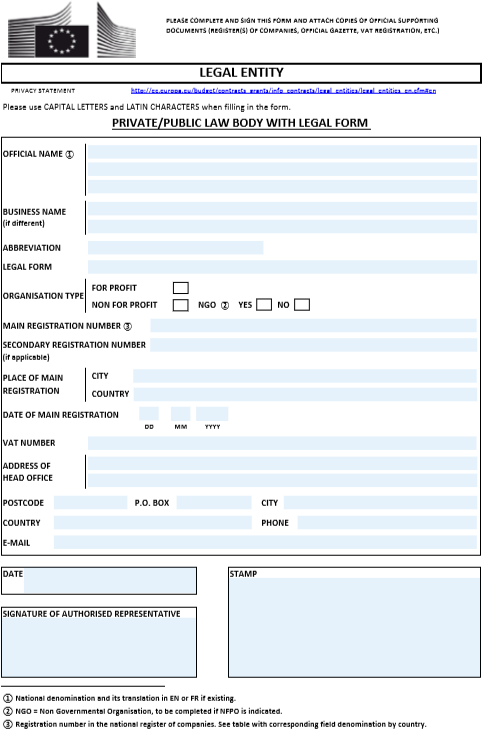 PLEASE COMPLETE AND SIGN THIS FORM AND ATTACH COPIES OF OFFICIAL SUPPORTING
DOCUMENTS (REGISTER(S) OF COMPANIES, OFFICIAL GAZETTE, VAT REGISTRATION, ETC.)
LEGAL ENTITY
PRIVACY STATEMENT http://ec.europa.eu/budget/contracts_grants/info_contracts/legal_entities/legal_entities_en.cfm#en
Please use CAPITAL LETTERS and LATIN CHARACTERS when filling in the form.
PRIVATE/PUBLIC LAW BODY WITH LEGAL FORM
OFFICIAL NAME ①
BUSINESS NAME
(if different)
ABBREVIATION
LEGAL FORM
FOR PROFIT
ORGANISATION TYPE
NON FOR PROFIT NGO ② YES NO
MAIN REGISTRATION NUMBER ③
SECONDARY REGISTRATION NUMBER
(if applicable)
PLACE OF MAIN CITY
REGISTRATION COUNTRY
DATE OF MAIN REGISTRATION
DD MM YYYY
VAT NUMBER
ADDRESS OF
HEAD OFFICE
POSTCODE P.O. BOX CITY
COUNTRY PHONE
E-MAIL
DATE STAMP
SIGNATURE OF AUTHORISED REPRESENTATIVE
① National denomination and its translation in EN or FR if existing.
② NGO = Non Governmental Organisation, to be completed if NFPO is indicated.
③ Registration number in the national register of companies. See table with corresponding field denomination by country.